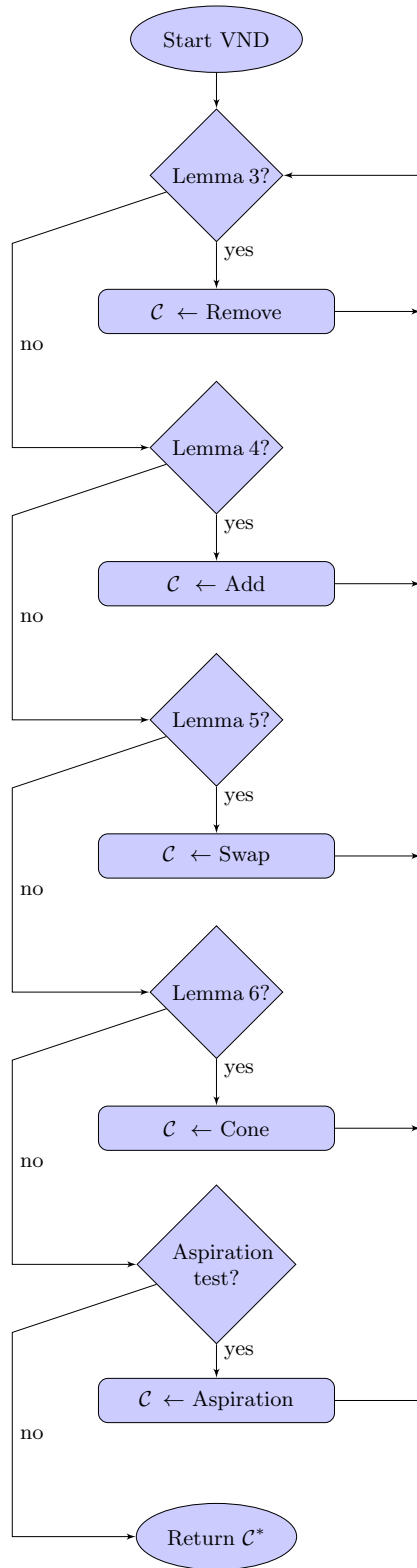 Start VND
Lemma 3?
yes
𝒞 ← Remove
no
Lemma 4?
yes
𝒞 ← Add
no
Lemma 5?
yes
𝒞 ← Swap
no
Lemma 6?
yes
𝒞 ← Cone
no
Aspiration
test?
yes
𝒞 ← Aspiration
no
Return 𝒞*